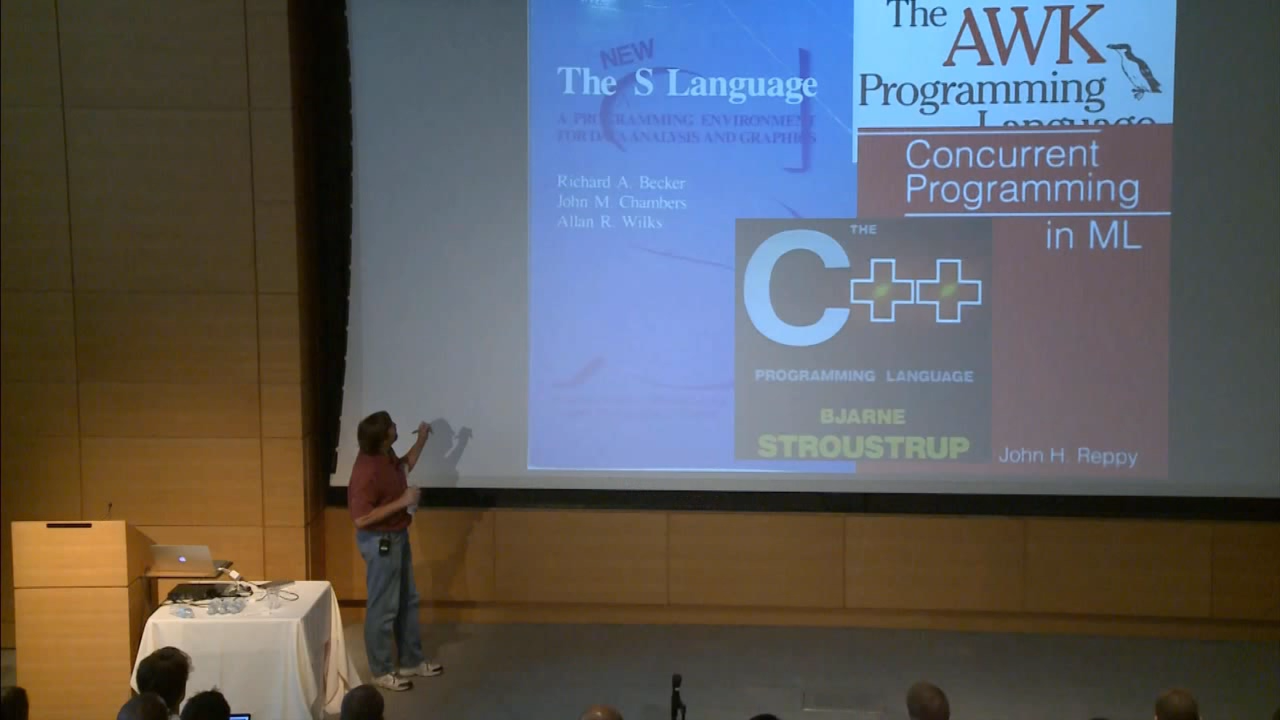 NEW
The S Language
A PROGRAMMING ENVIRONMENT
FOR DATA ANALYSIS AND GRAPHICS
Richard A. Becker
John M. Chambers
Allan R. Wilks
The
AWK
Programming
Language
Concurrent
Programming
in ML
John H. Reppy
THE
C++
PROGRAMMING LANGUAGE
BJARNE
STROUSTRUP